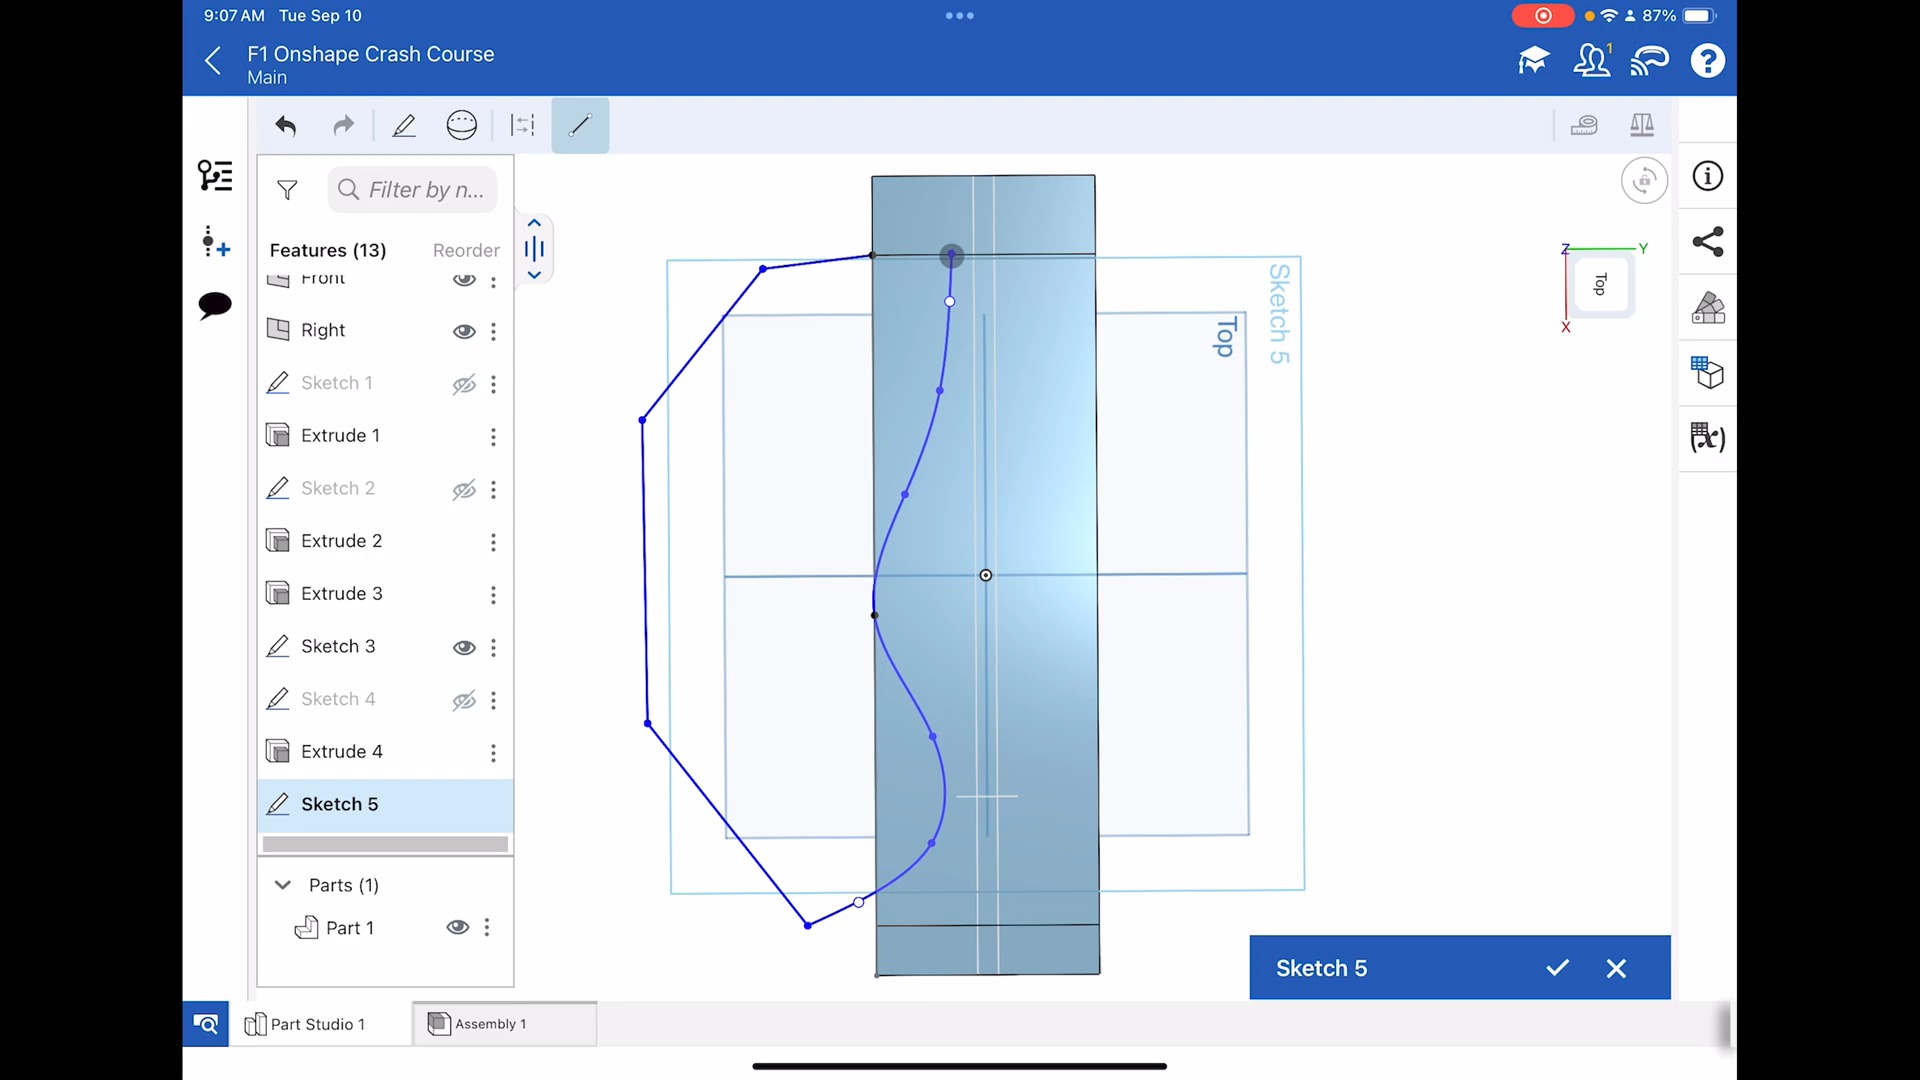 9:07 AM Tue Sep 10
87%
F1 Onshape Crash Course
Main
1
?
Filter by n...
Features (13)
Reorder
Front
Right
Sketch 1
Extrude 1
Sketch 2
Extrude 2
Extrude 3
Sketch 3
Sketch 4
Extrude 4
Sketch 5
Parts (1)
Part 1
Sketch 5
Top
Z
Y
Top
X
(x)
Sketch 5
Part Studio 1
Assembly 1